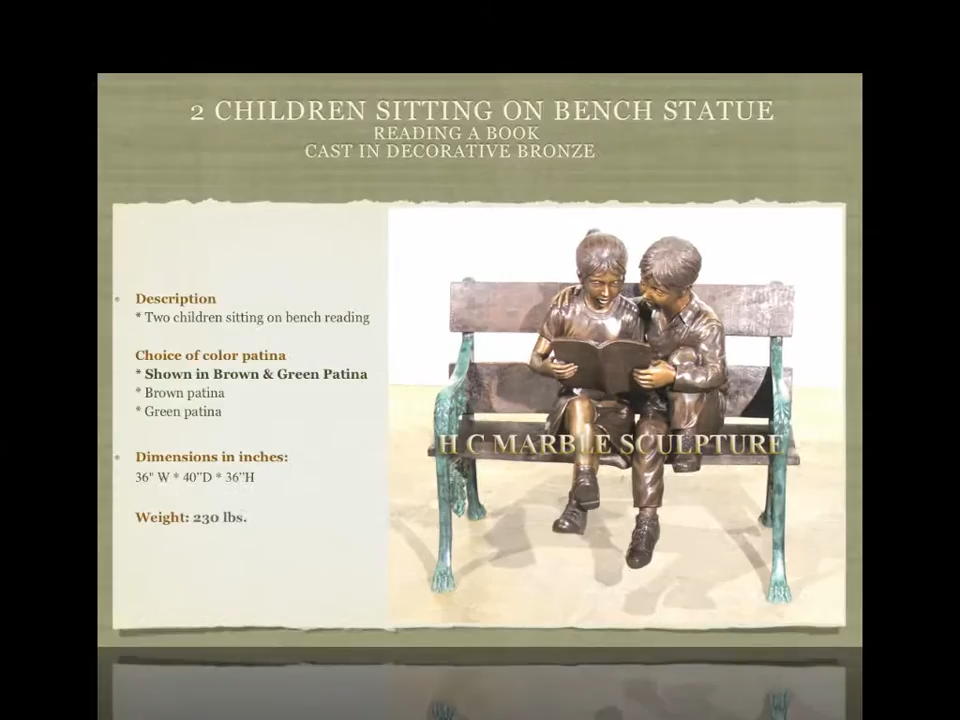 2 CHILDREN SITTING ON BENCH STATUE
READING A BOOK
CAST IN DECORATIVE BRONZE
Description
* Two children sitting on bench reading
Choice of color patina
* Shown in Brown & Green Patina
* Brown patina
* Green patina
Dimensions in inches:
36" W * 40"D * 36"H
Weight: 230 lbs.
H C MARBLE SCULPTURE